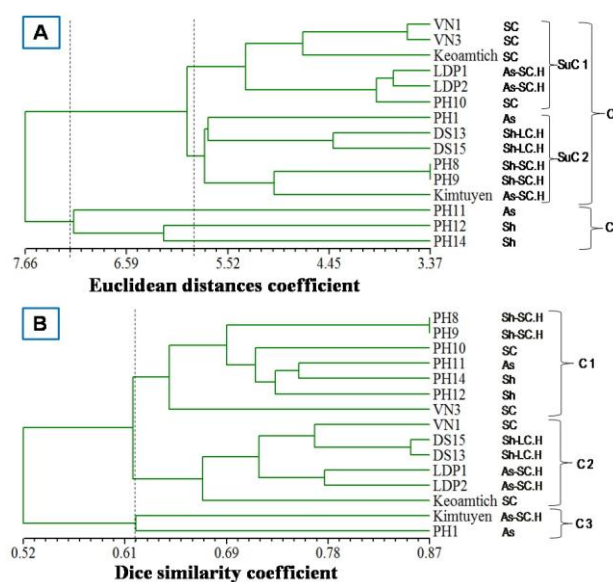 A
VN1 SC
VN3 SC
Keoamtich SC
LDP1 As-SC.H
LDP2 As-SC.H
PH10 SC
SuC 1
PH1 As
DS13 Sh-LC.H
DS15 Sh-LC.H
PH8 Sh-SC.H
PH9 Sh-SC.H
Kimtuyen As-SC.H
SuC 2
C
PH11 As
PH12 Sh
PH14 Sh
C
7.66 6.59 5.52 4.45 3.37
Euclidean distances coefficient
B
PH8 Sh-SC.H
PH9 Sh-SC.H
PH10 SC
PH11 As
PH14 Sh
PH12 Sh
VN3 SC
C1
VN1 SC
DS15 Sh-LC.H
DS13 Sh-LC.H
LDP1 As-SC.H
LDP2 As-SC.H
Keoamtich SC
C2
Kimtuyen As-SC.H
PH1 As
C3
0.52 0.61 0.69 0.78 0.87
Dice similarity coefficient